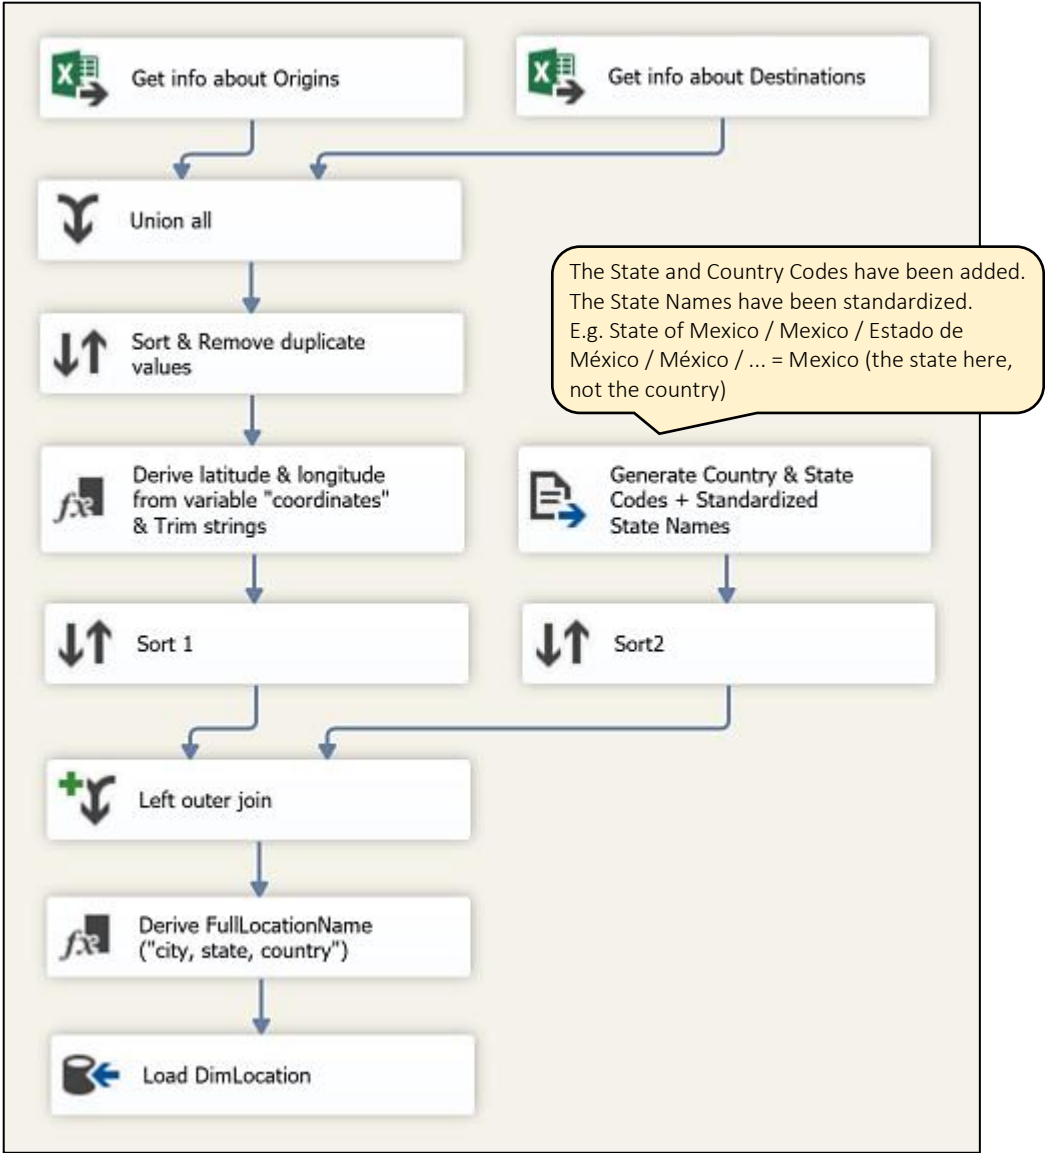 Get info about Origins
Get info about Destinations
Union all
The State and Country Codes have been added.
The State Names have been standardized.
E.g. State of Mexico / Mexico / Estado de
México / México / ... = Mexico (the state here,
not the country)
Sort & Remove duplicate
values
Derive latitude & longitude
from variable "coordinates"
& Trim strings
Generate Country & State
Codes + Standardized
State Names
Sort 1
Sort2
Left outer join
Derive FullLocationName
("city, state, country")
Load DimLocation